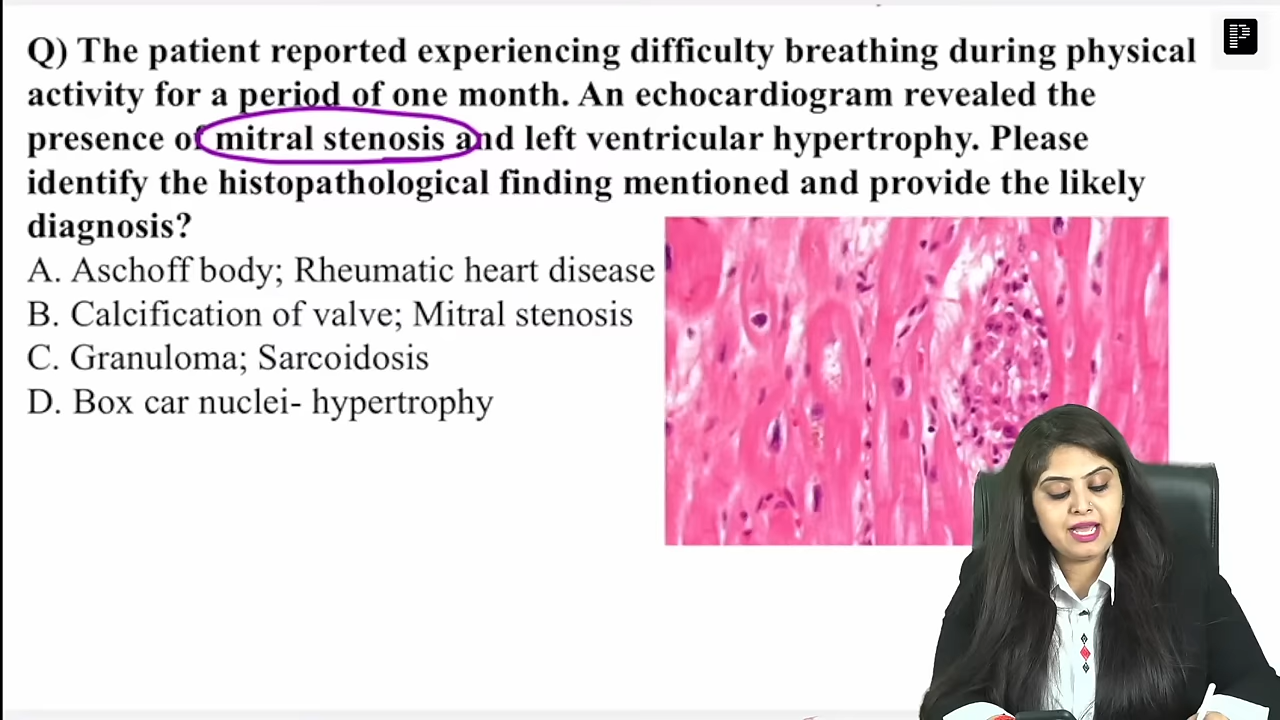 Q) The patient reported experiencing difficulty breathing during physical
activity for a period of one month. An echocardiogram revealed the
presence of mitral stenosis and left ventricular hypertrophy. Please
identify the histopathological finding mentioned and provide the likely
diagnosis?
A. Aschoff body; Rheumatic heart disease
B. Calcification of valve; Mitral stenosis
C. Granuloma; Sarcoidosis
D. Box car nuclei- hypertrophy